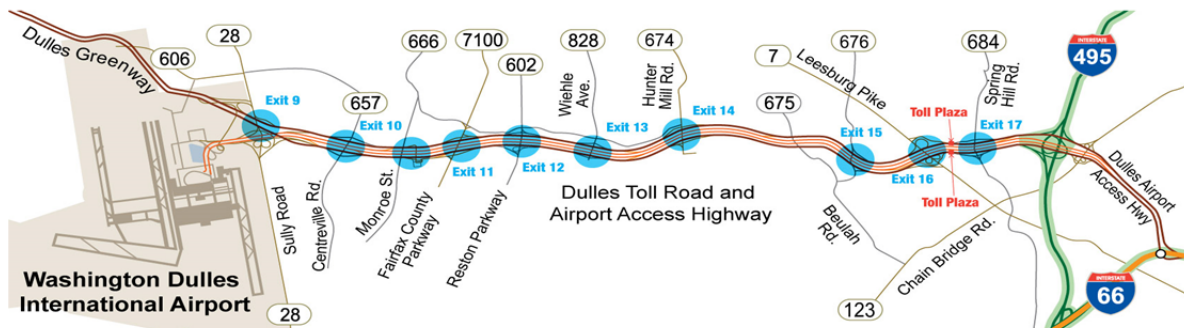 Dulles Greenway
606
28
Exit 9
666
657
Exit 10
7100
602
Exit 11
Exit 12
828
Wiehle
Ave.
Exit 13
674
Hunter
Mill Rd.
Exit 14
7
Leesburg Pike
676
675
Exit 15
Exit 16
Toll Plaza
Toll Plaza
684
Spring
Hill Rd.
Exit 17
INTERSTATE
495
Dulles Airport
Access Hwy
INTERSTATE
66
Dulles Toll Road and
Airport Access Highway
Sully Road
Centreville Rd.
Monroe St.
Fairfax County
Parkway
Reston Parkway
Beulah
Rd.
Chain Bridge Rd.
123
Washington Dulles
International Airport
28